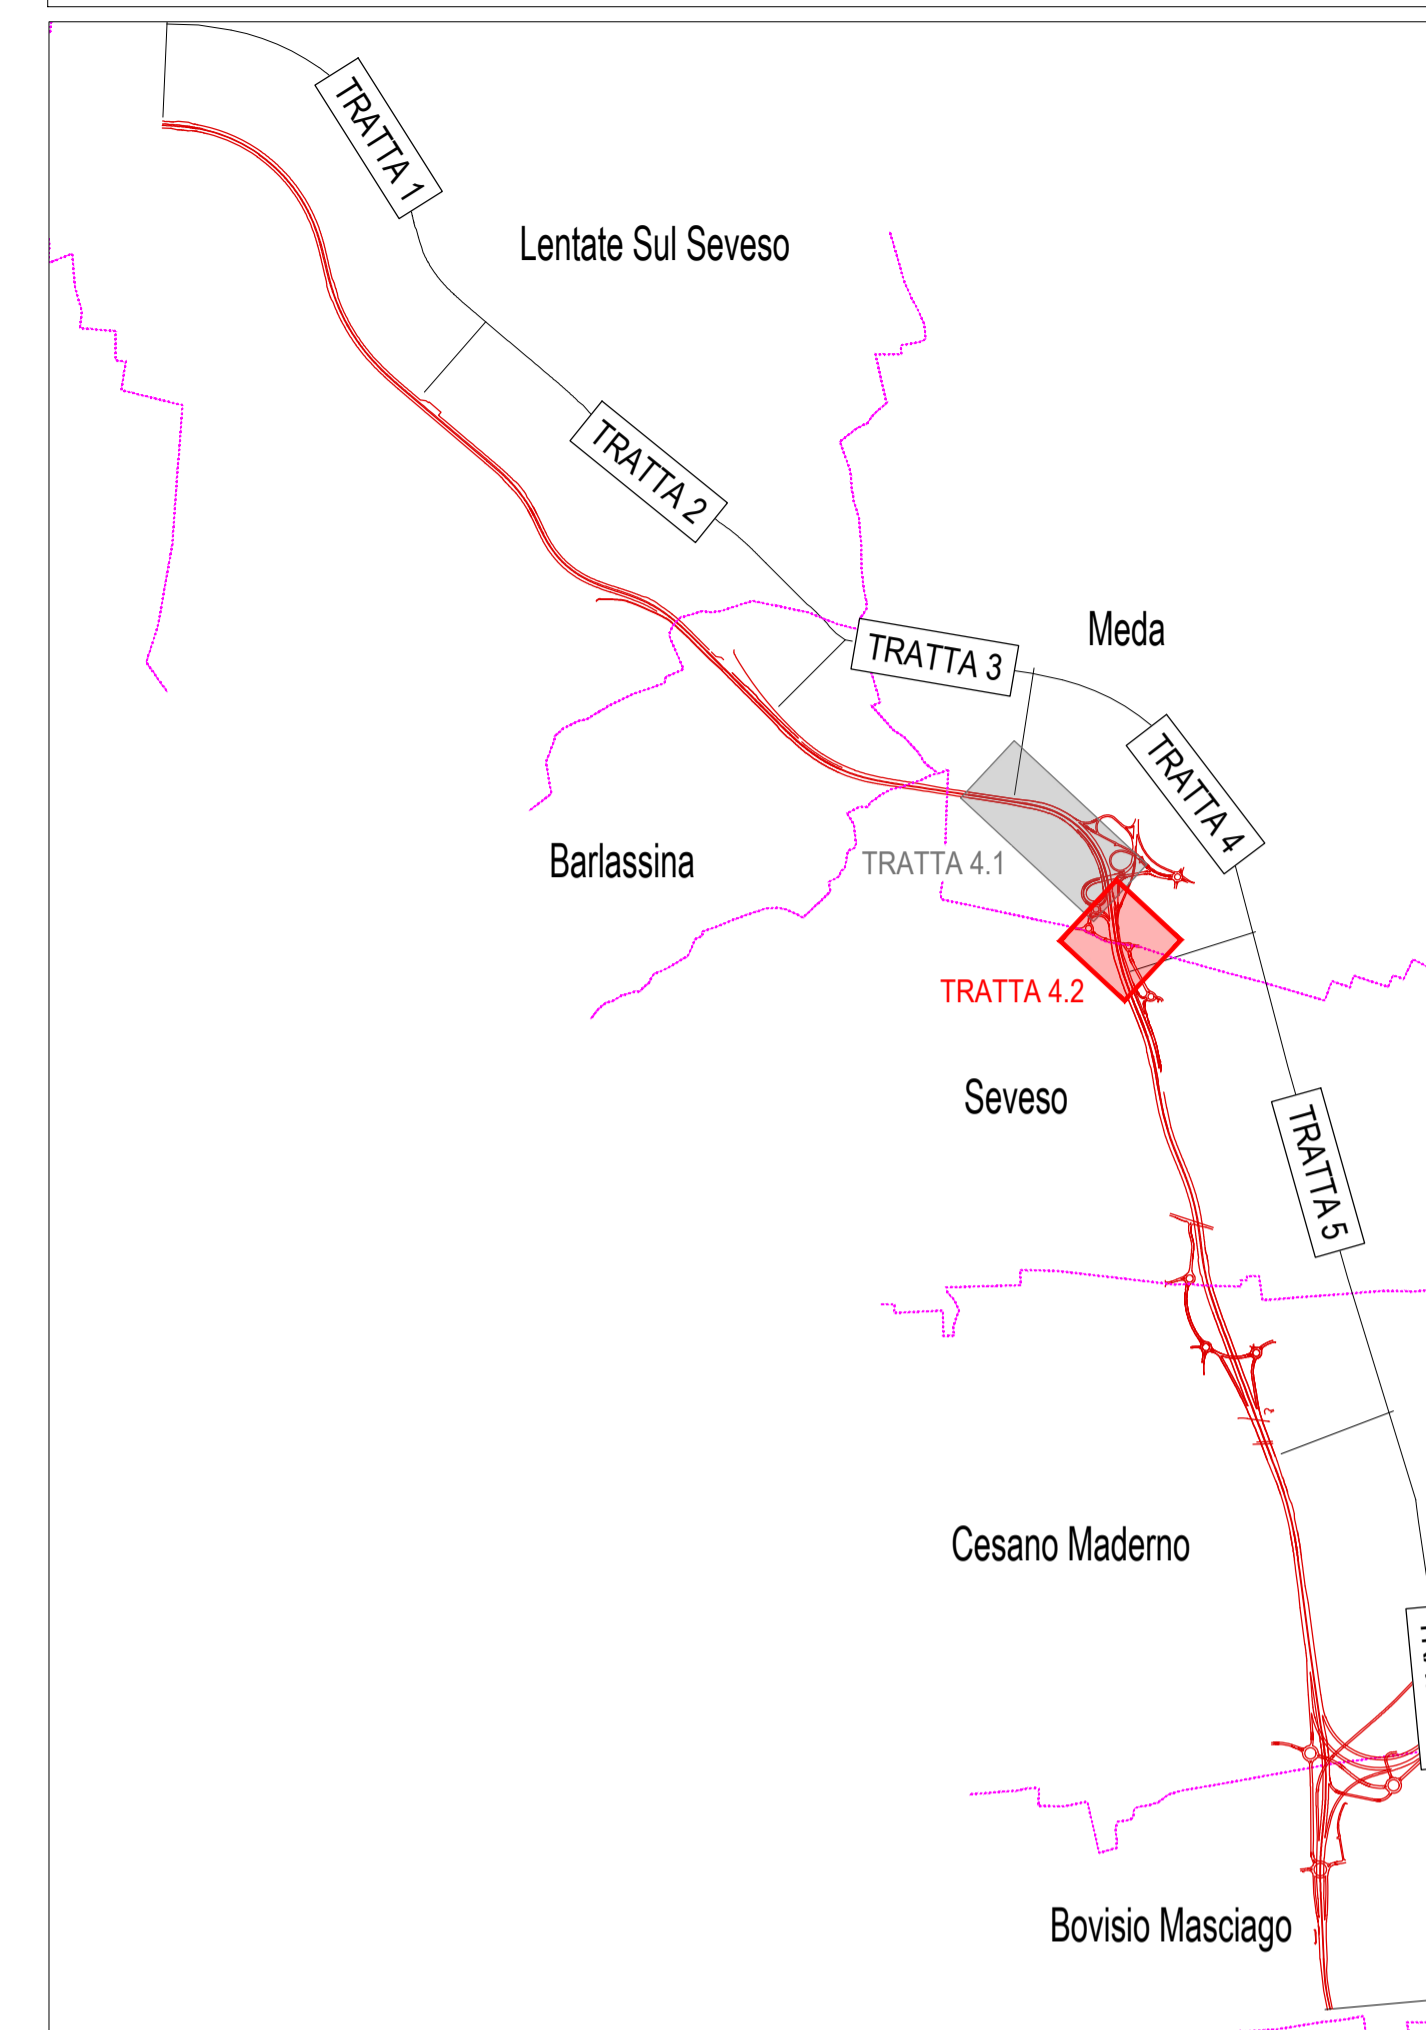 TRATTA 1
Lentate Sul Seveso
TRATTA 2
Meda
TRATTA 3
TRATTA 4
Barlassina
TRATTA 4.1
TRATTA 4.2
Seveso
TRATTA 5
Cesano Maderno
Bovisio Masciago